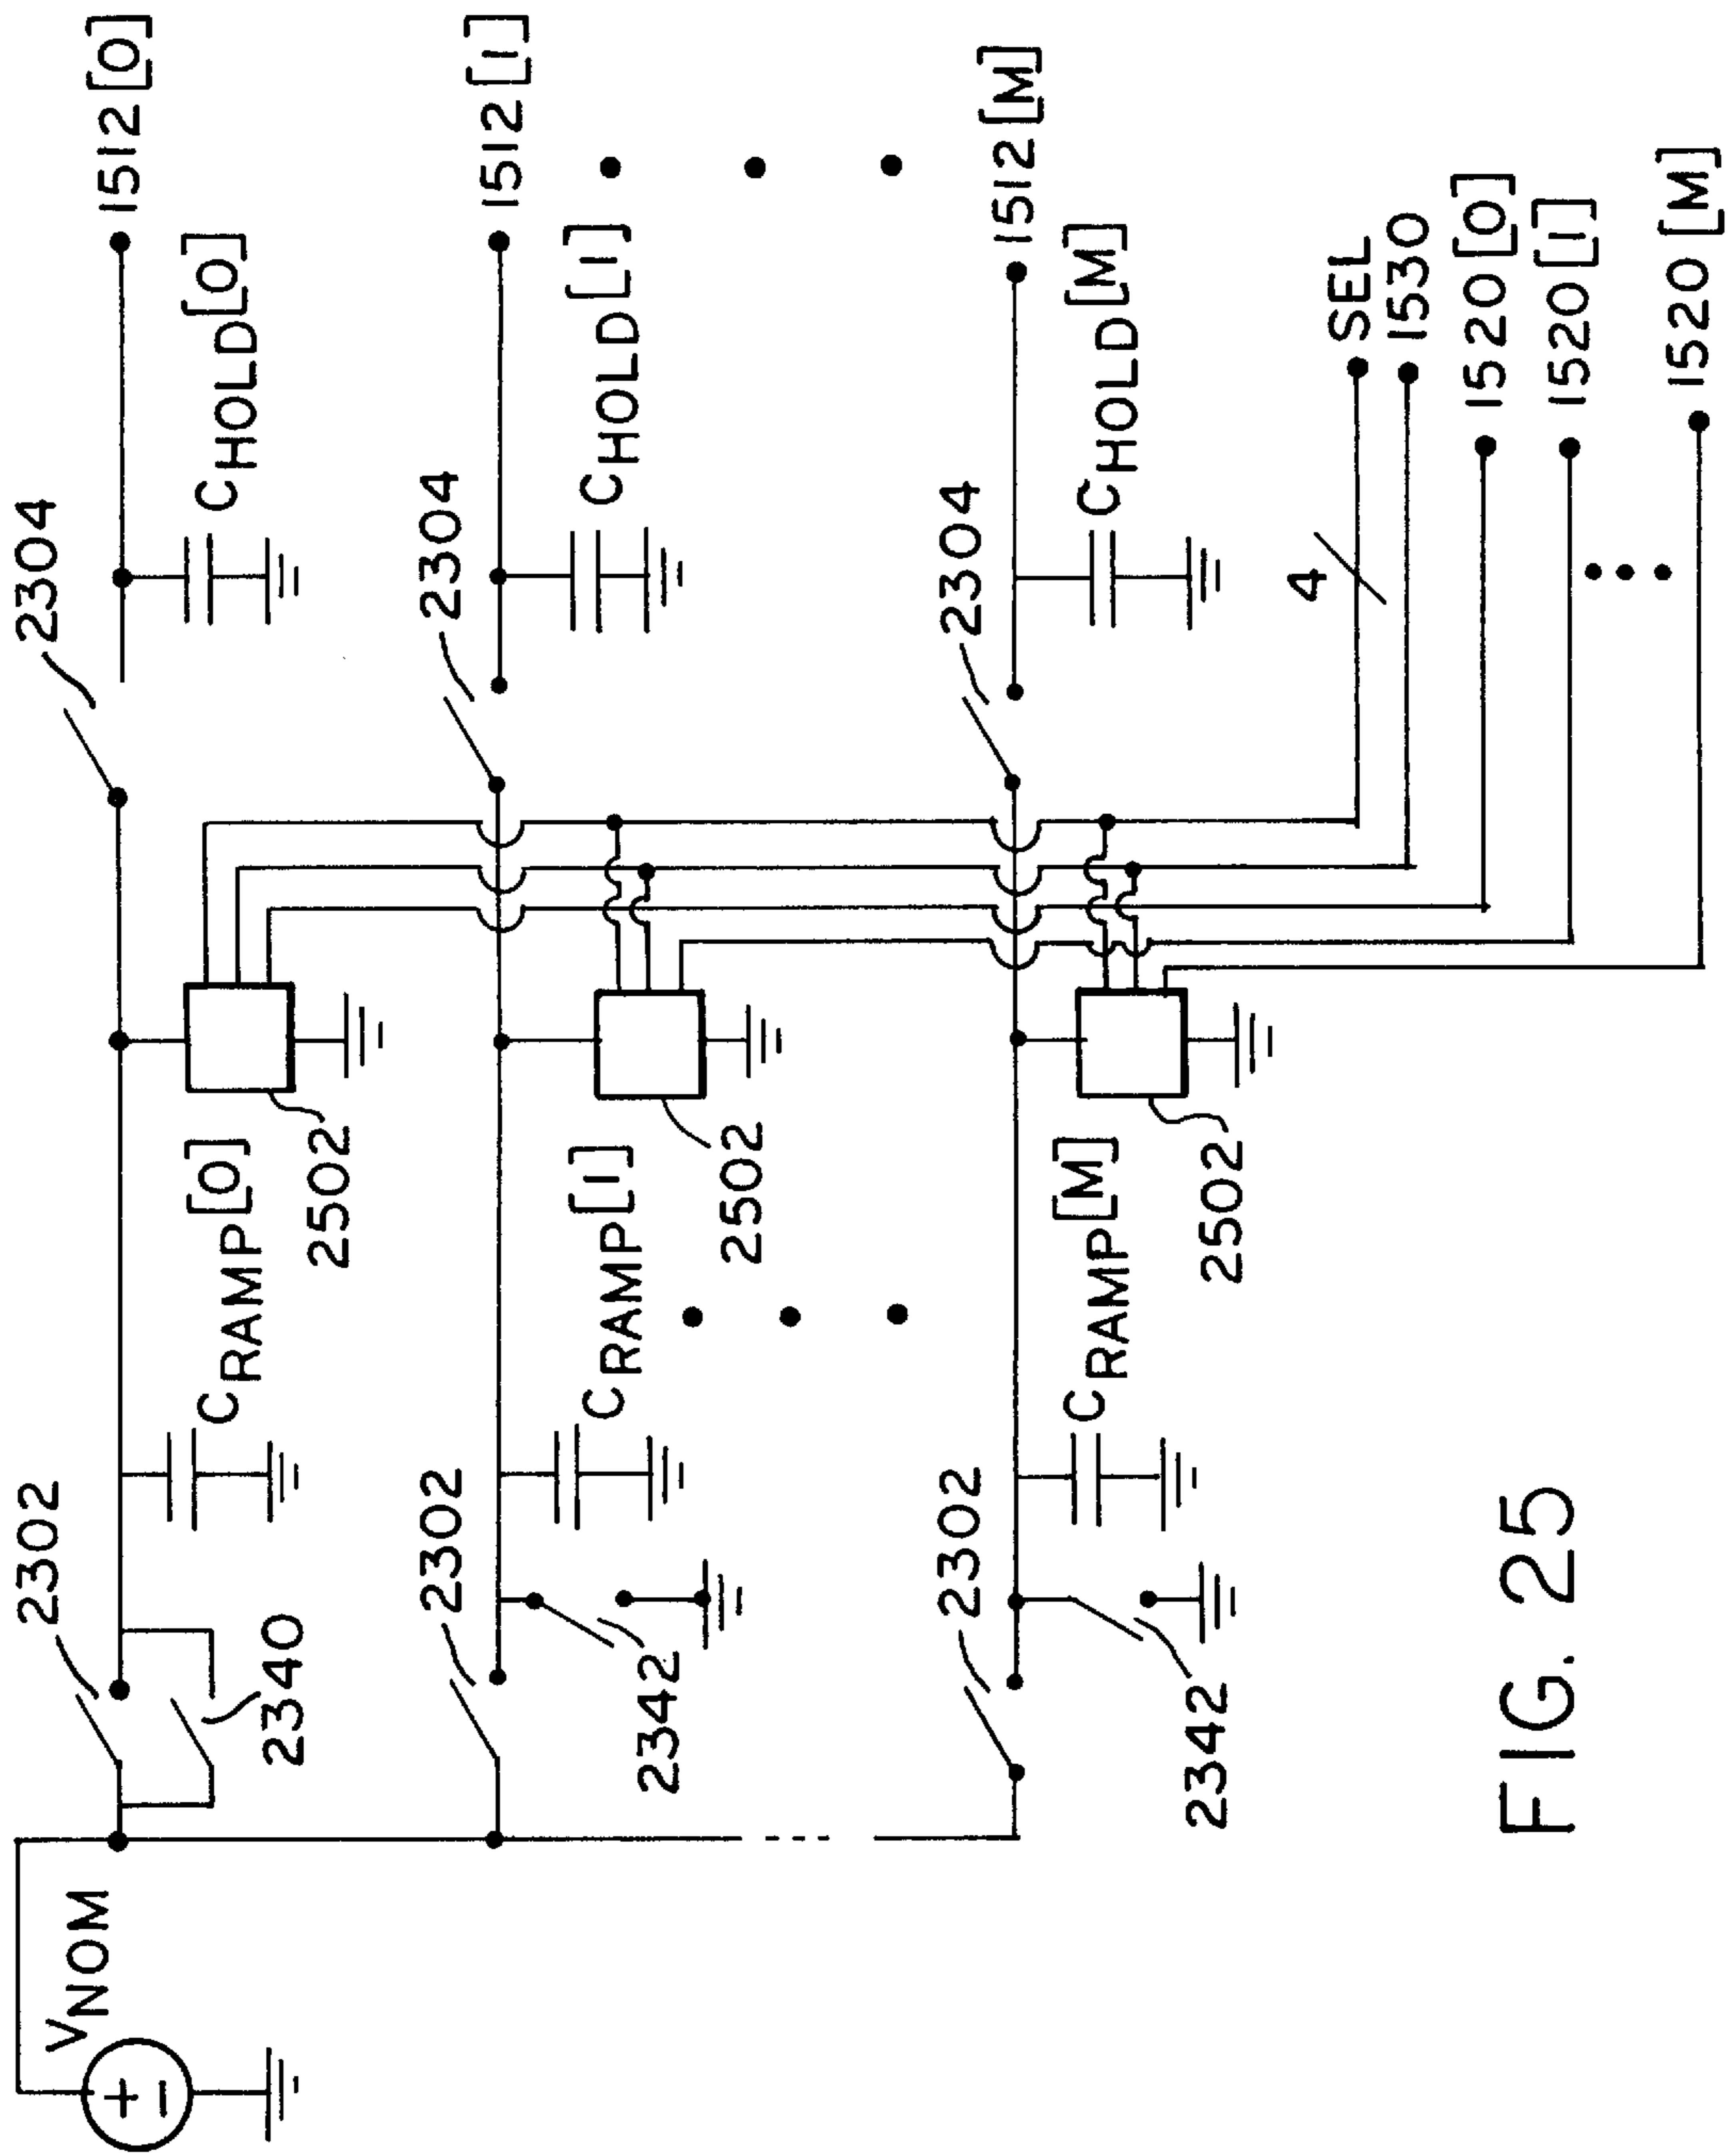 VNOM
2302
2340
CRAMP[0]
2502
2304
CHOLD[0]
1512[0]
2302
2342
CRAMP[1]
2502
2304
CHOLD[1]
1512[1]
2302
2342
CRAMP[M]
2502
2304
CHOLD[M]
1512[M]
4
SEL
1530
1520[0]
1520[1]
1520[M]
+
−
FIG. 25